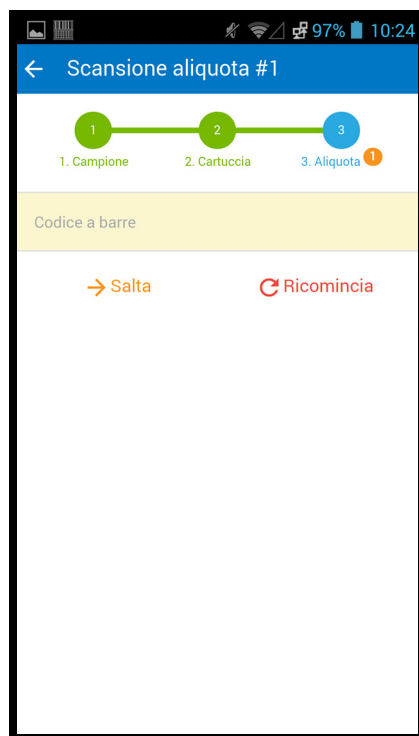 97% 10:24
Scansione aliquota #1
1 2 3
1. Campione 2. Cartuccia 3. Aliquota 1
Codice a barre
Salta Ricomincia